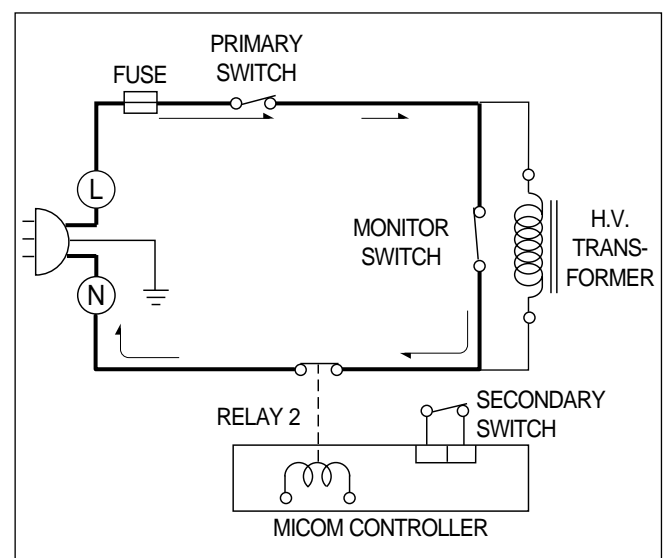 PRIMARY
SWITCH
FUSE
L
MONITOR
SWITCH
H.V.
TRANS-
FORMER
N
RELAY 2
SECONDARY
SWITCH
MICOM CONTROLLER